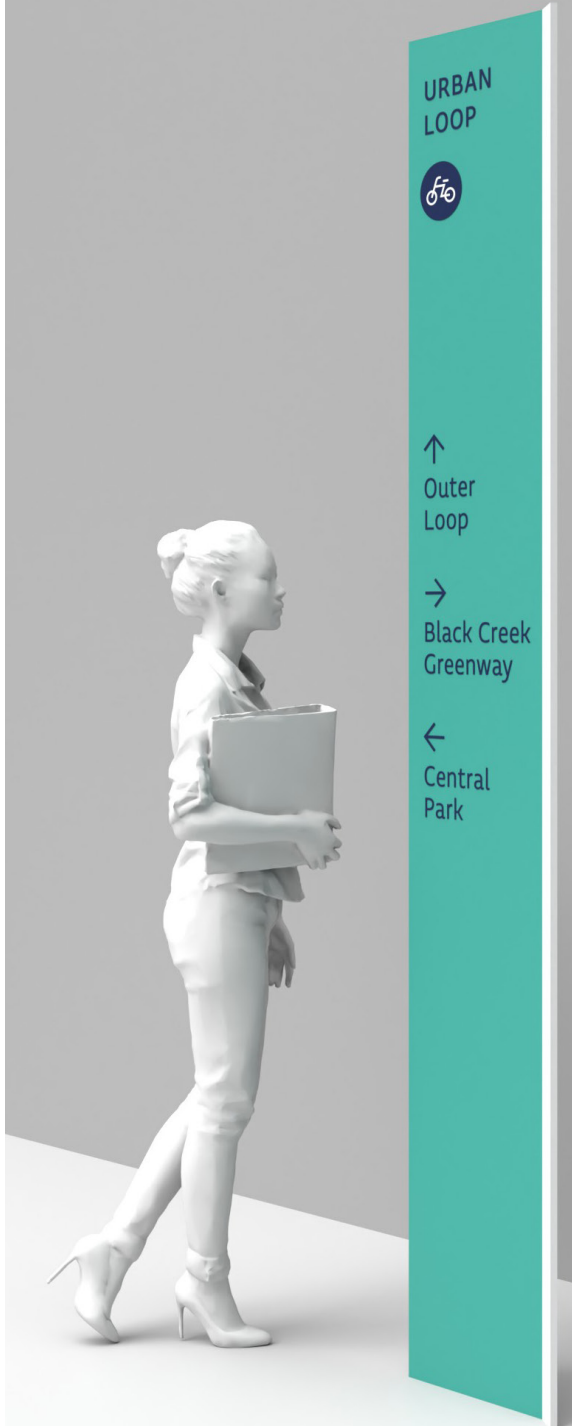 URBAN
LOOP
↑
Outer
Loop
→
Black Creek
Greenway
←
Central
Park